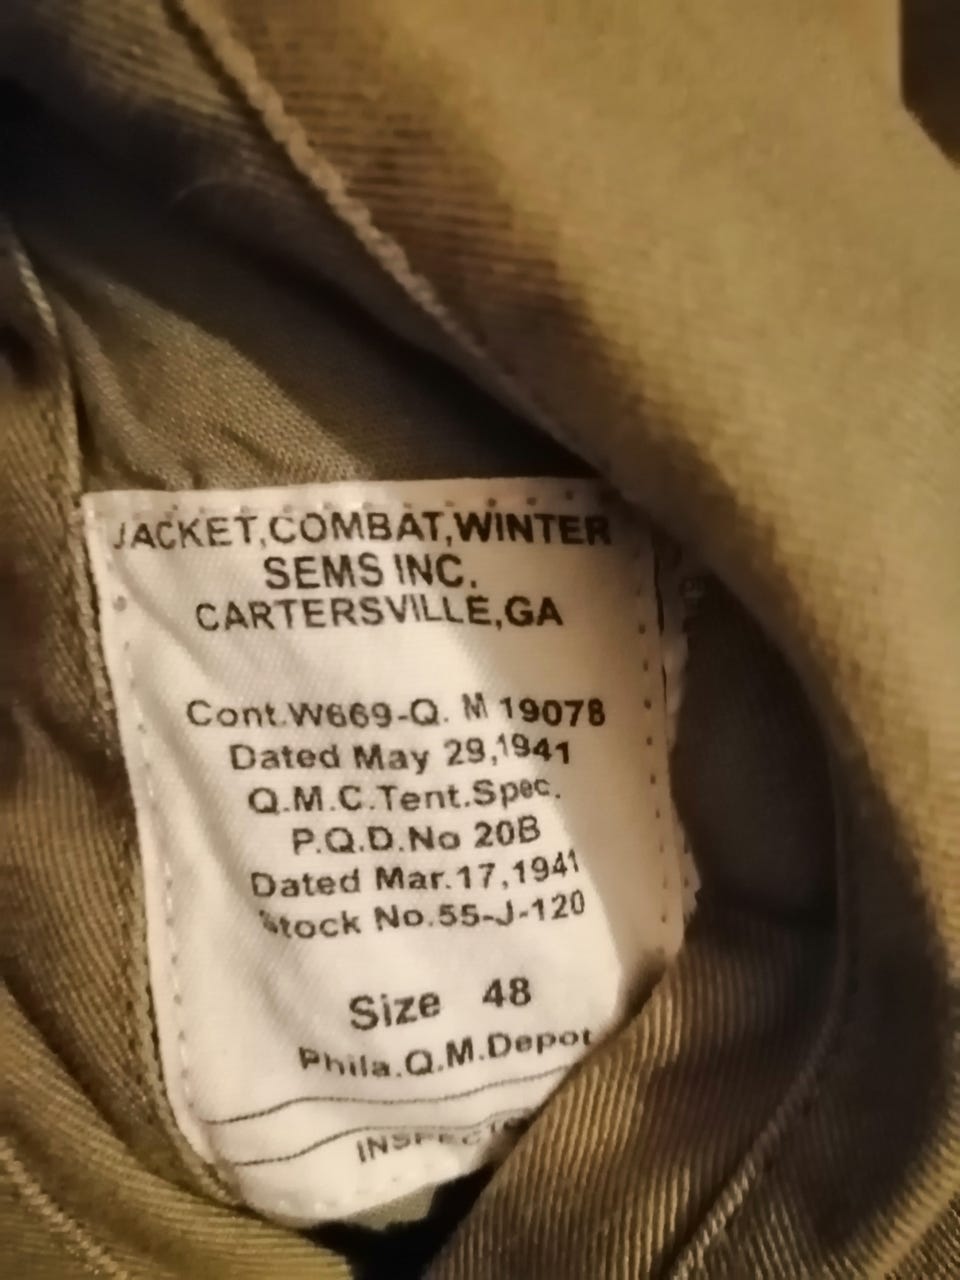 JACKET,COMBAT,WINTER
SEMS INC.
CARTERSVILLE,GA
Cont.W669-Q. M 19078
Dated May 29,1941
Q.M.C.Tent.Spec.
P.Q.D.No 20B
Dated Mar.17,1941
Stock No.55-J-120
Size 48
Phila.Q.M.Depot